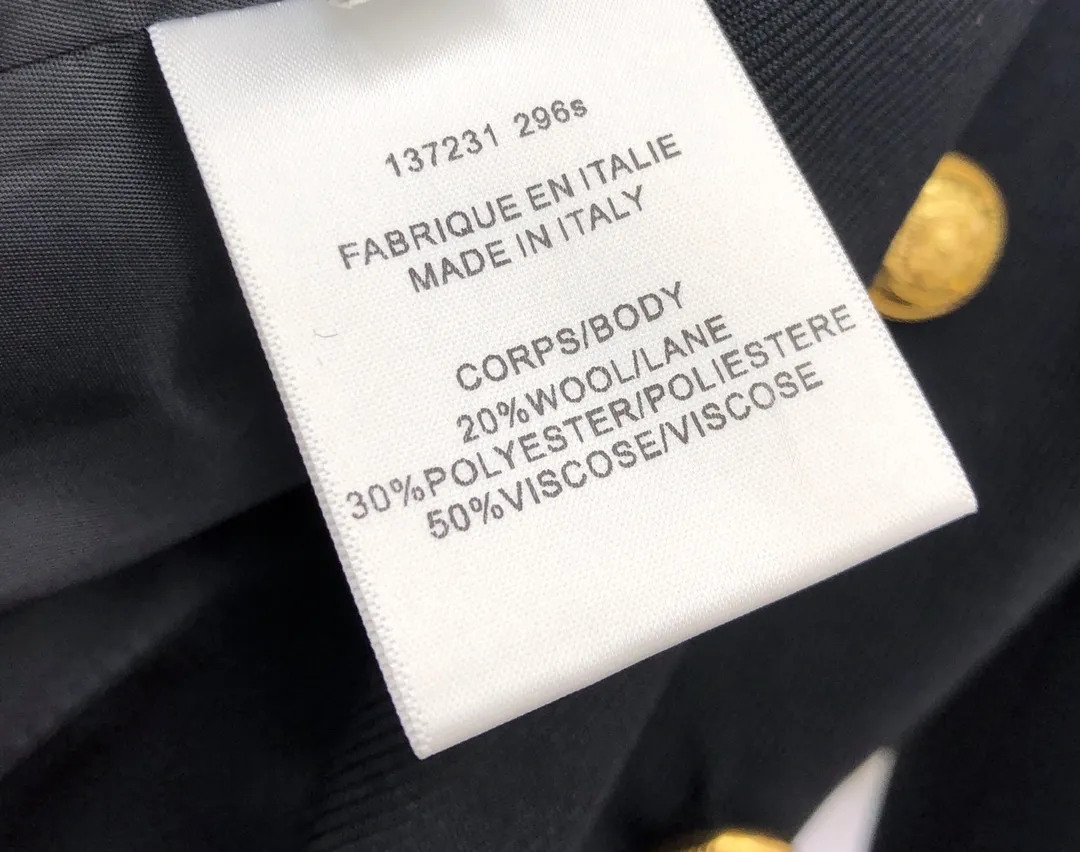 137231 296s
FABRIQUE EN ITALIE
MADE IN ITALY
CORPS/BODY
20%WOOL/LANE
30%POLYESTER/POLIESTERE
50%VISCOSE/VISCOSE